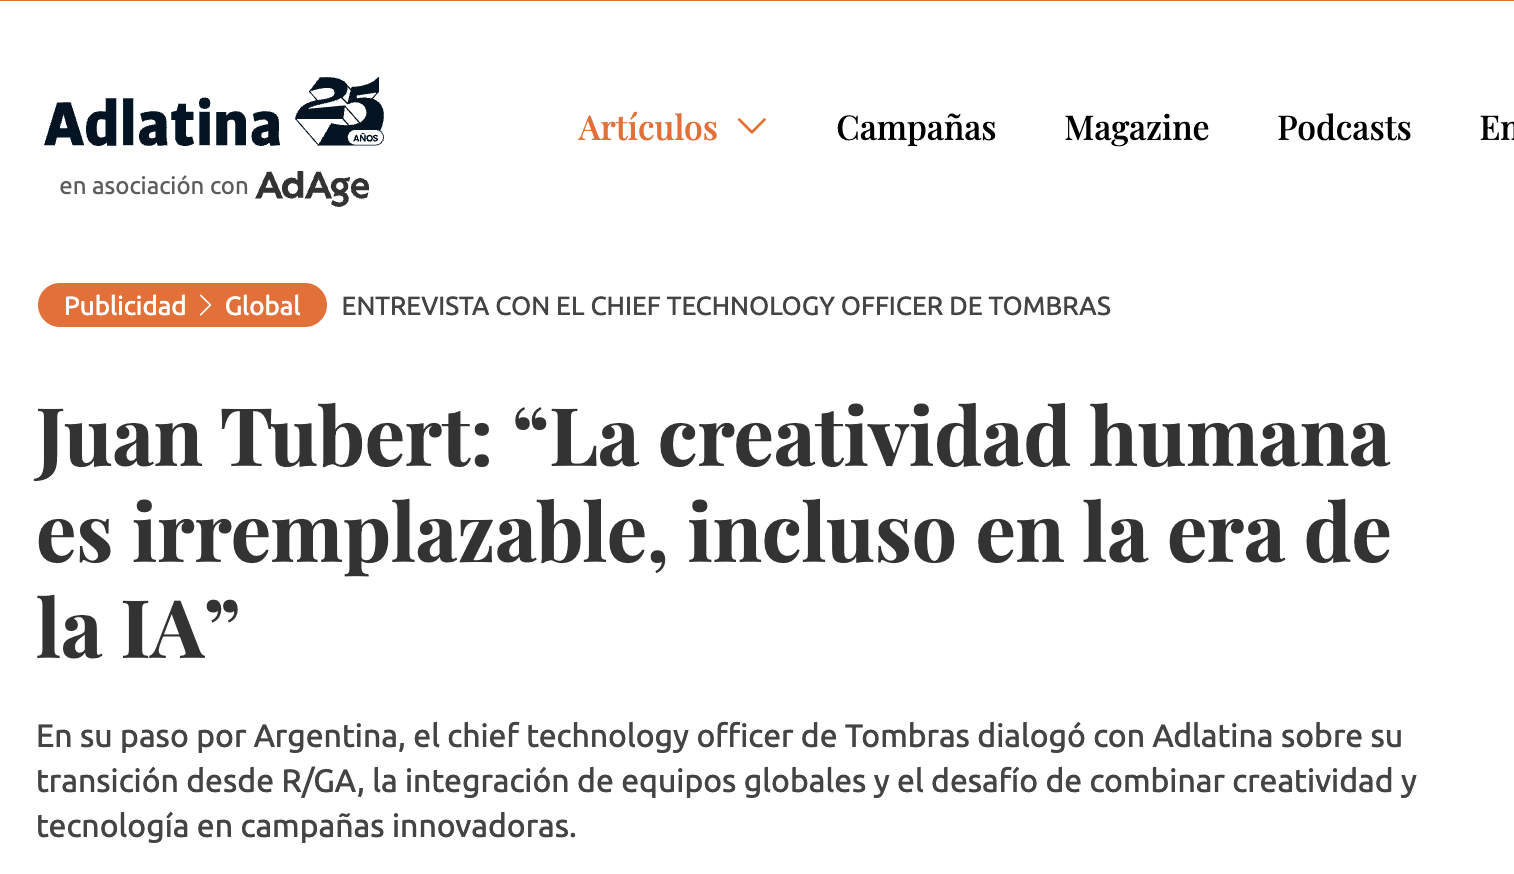 Adlatina 25 AÑOS
en asociación con AdAge
Artículos Campañas Magazine Podcasts En
Publicidad > Global ENTREVISTA CON EL CHIEF TECHNOLOGY OFFICER DE TOMBRAS
Juan Tubert: “La creatividad humana
es irremplazable, incluso en la era de
la IA”
En su paso por Argentina, el chief technology officer de Tombras dialogó con Adlatina sobre su
transición desde R/GA, la integración de equipos globales y el desafío de combinar creatividad y
tecnología en campañas innovadoras.